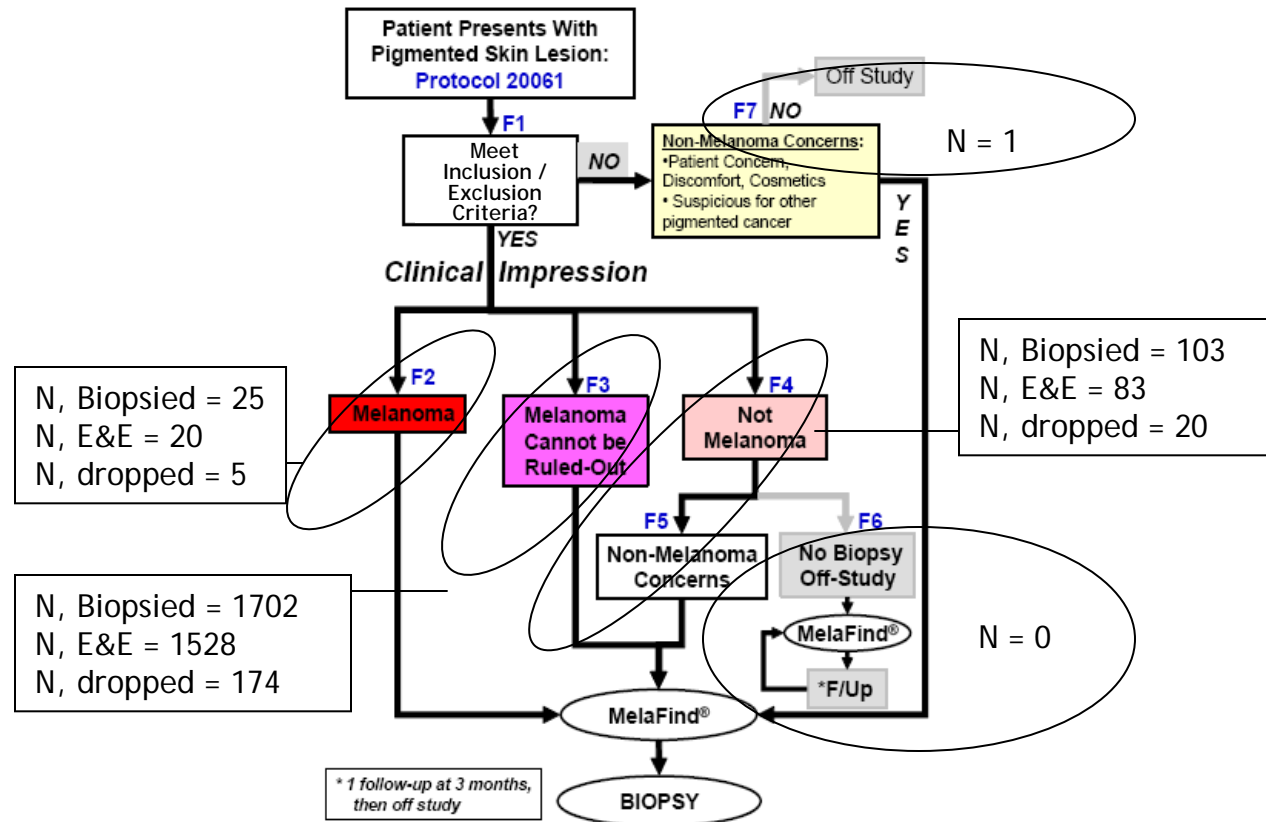 Patient Presents With
Pigmented Skin Lesion:
Protocol 20061
Off Study
F7 NO
N = 1
F1
Meet
Inclusion /
Exclusion
Criteria?
NO
Non-Melanoma Concerns:
•Patient Concern,
Discomfort, Cosmetics
• Suspicious for other
pigmented cancer
YES
YES
Clinical Impression
N, Biopsied = 25
N, E&E = 20
N, dropped = 5
F2
Melanoma
F3
Melanoma
Cannot be
Ruled-Out
F4
Not
Melanoma
N, Biopsied = 103
N, E&E = 83
N, dropped = 20
F5
Non-Melanoma
Concerns
F6
No Biopsy
Off-Study
MelaFind®
*F/Up
N = 0
N, Biopsied = 1702
N, E&E = 1528
N, dropped = 174
MelaFind®
* 1 follow-up at 3 months,
then off study
BIOPSY